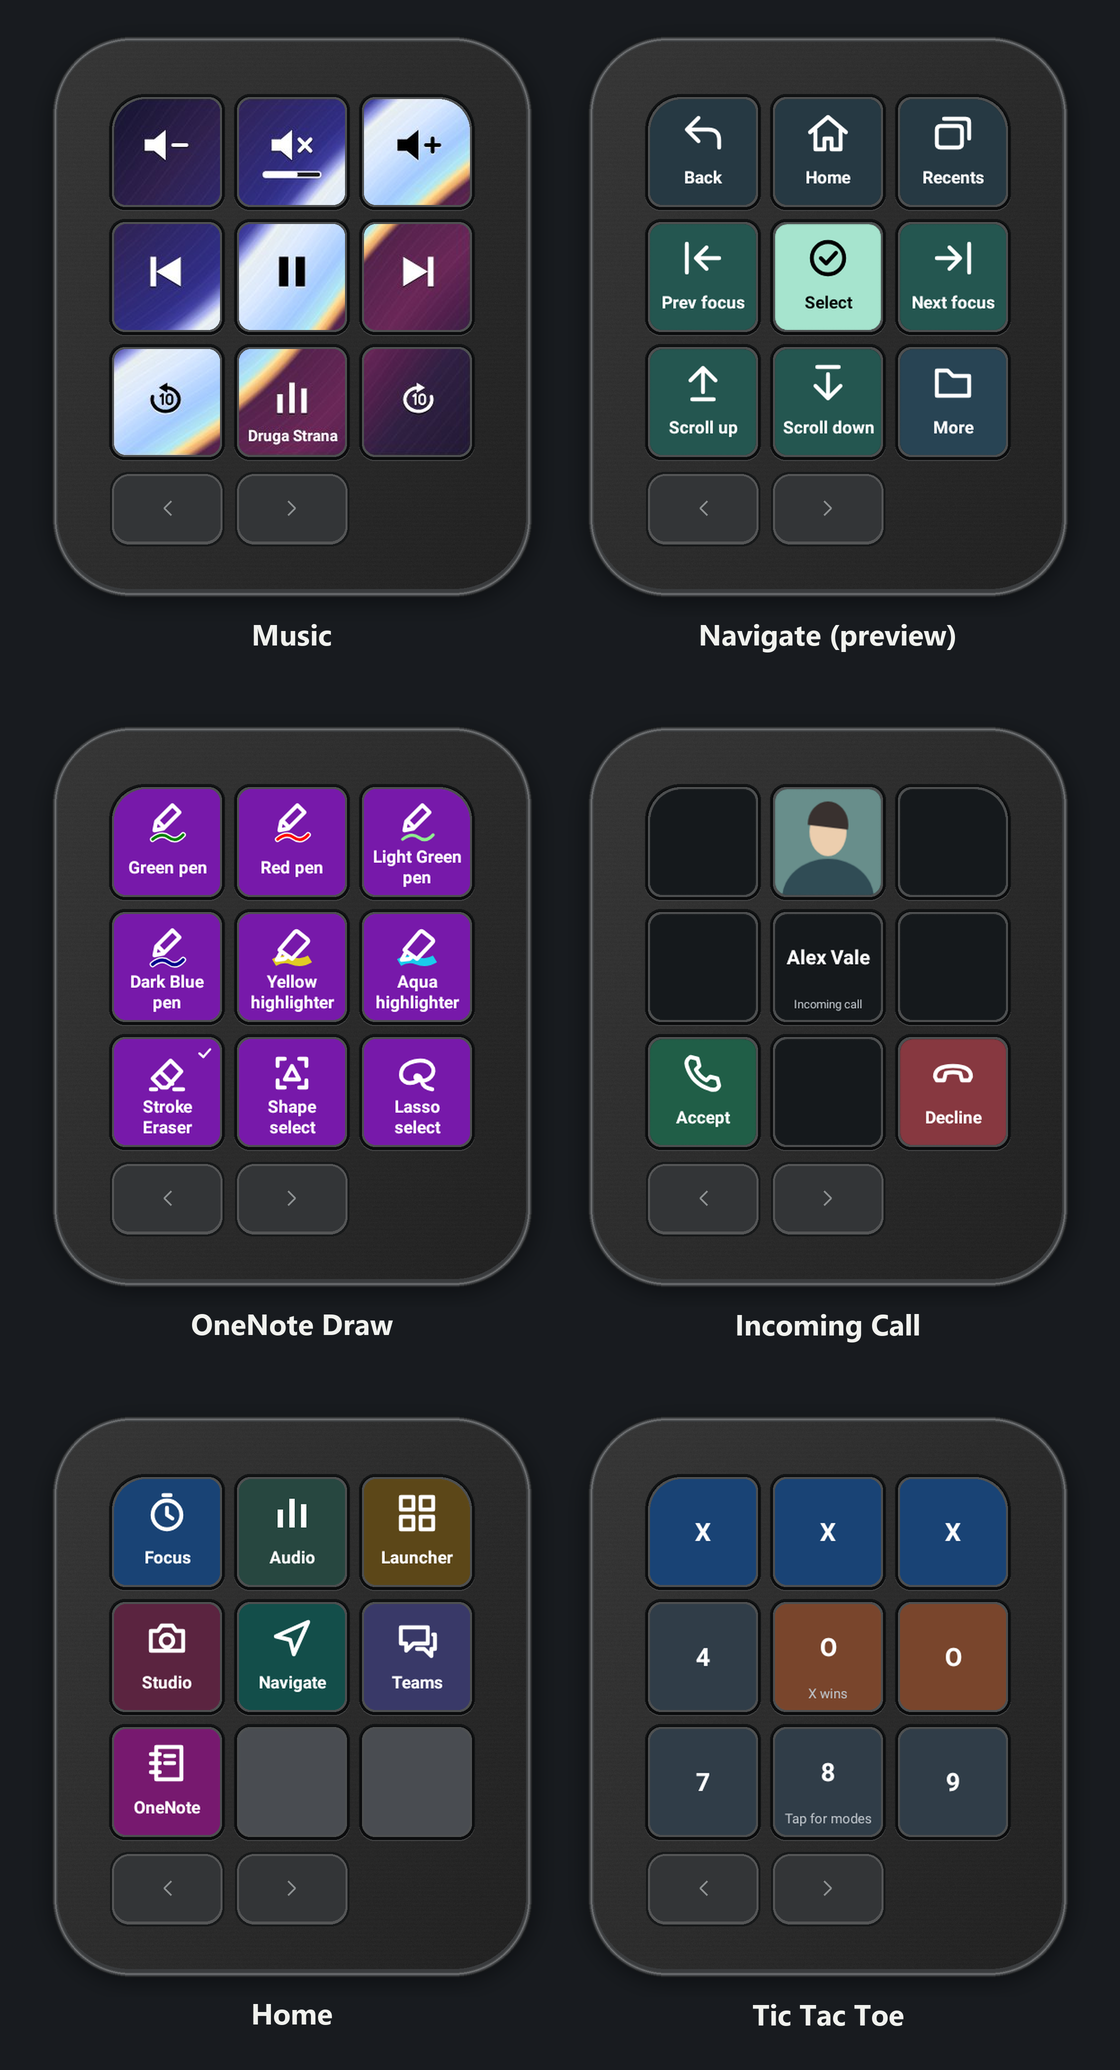 10
Druga Strana
10
Music
Back
Home
Recents
Prev focus
Select
Next focus
Scroll up
Scroll down
More
Navigate (preview)
Green pen
Red pen
Light Green
pen
Dark Blue
pen
Yellow
highlighter
Aqua
highlighter
Stroke
Eraser
Shape
select
Lasso
select
OneNote Draw
Alex Vale
Incoming call
Accept
Decline
Incoming Call
Focus
Audio
Launcher
Studio
Navigate
Teams
OneNote
Home
X
X
X
4
O
X wins
O
7
8
Tap for modes
9
Tic Tac Toe